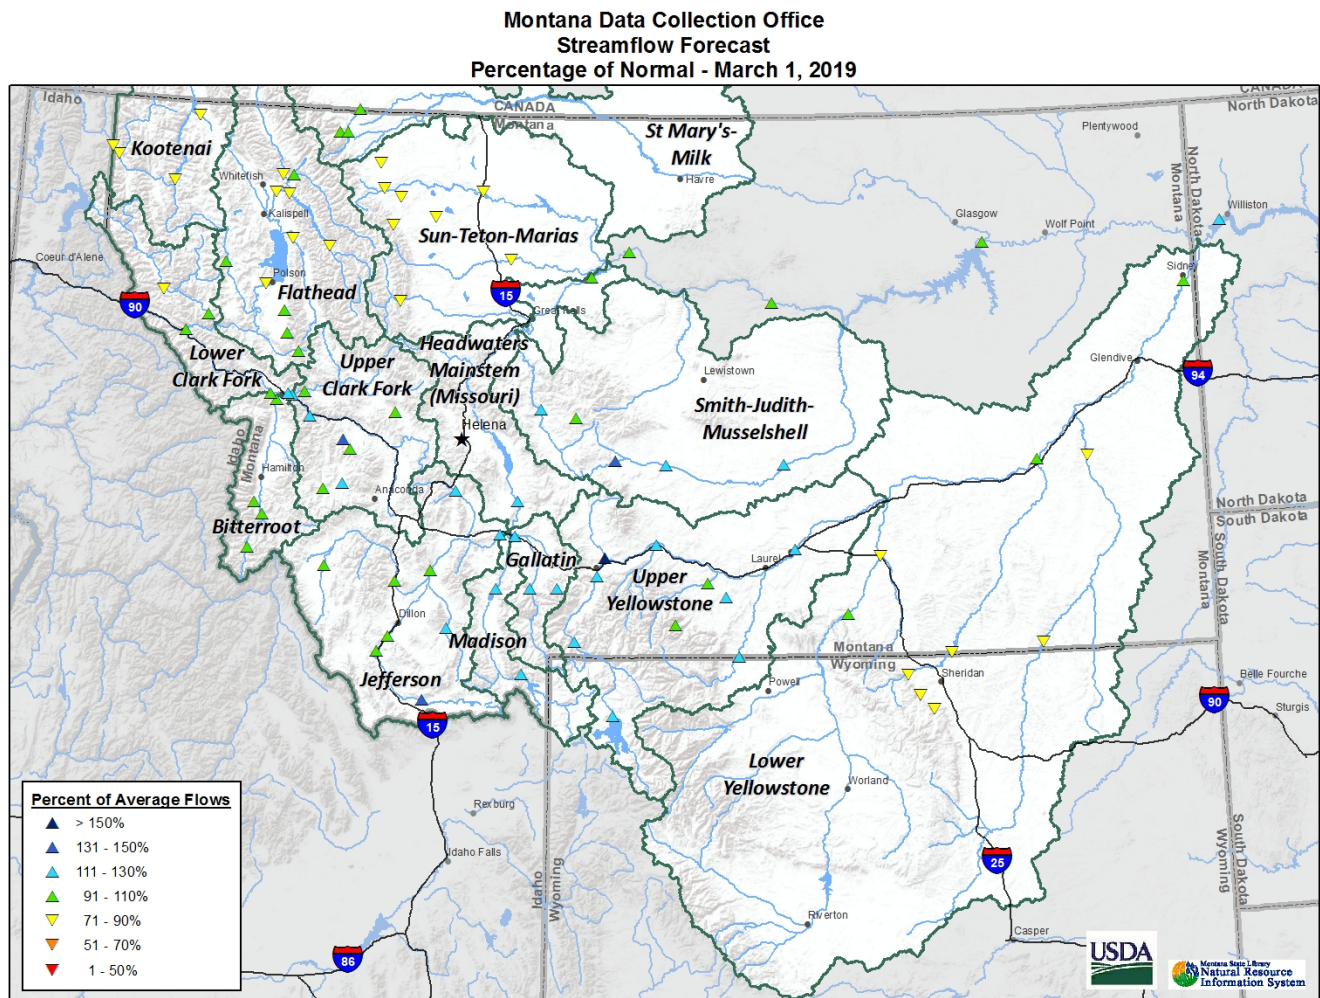 Montana Data Collection Office
Streamflow Forecast
Percentage of Normal - March 1, 2019
Idaho
CANADA
Montana
CANADA
North Dakota
Plentywood
St Mary's-
Milk
Havre
Kootenai
Whitefish
Kalispell
North Dakota
Montana
Williston
Glasgow
Wolf Point
Sun-Teton-Marias
Coeur d'Alene
Polson
Flathead
Sidney
90
15
Great Falls
Headwaters
Mainstem
(Missouri)
Lower
Clark Fork
Upper
Clark Fork
Lewistown
Glendive
94
Smith-Judith-
Musselshell
Helena
Idaho
Montana
Hamilton
Anaconda
Bitterroot
North Dakota
South Dakota
Gallatin
Laurel
Upper
Yellowstone
South Dakota
Montana
Dillon
Madison
Montana
Wyoming
Jefferson
Powell
Sheridan
Belle Fourche
90
Sturgis
15
Lower
Yellowstone
Worland
Percent of Average Flows
> 150%
131 - 150%
111 - 130%
91 - 110%
71 - 90%
51 - 70%
1 - 50%
Rexburg
Idaho Falls
Idaho
Wyoming
25
South Dakota
Wyoming
Riverton
Casper
86
USDA
Montana State Library
Natural Resource
Information System